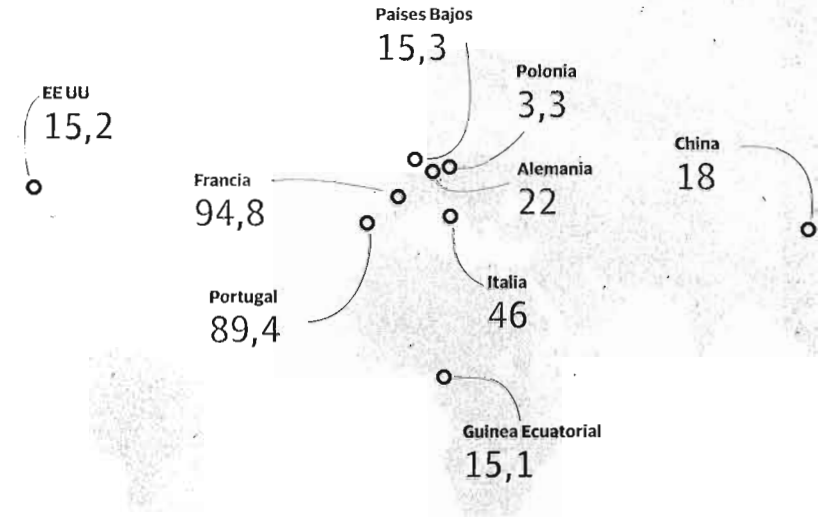 Países Bajos
15,3
Polonia
3,3
EE UU
15,2
China
18
Alemania
22
Francia
94,8
Italia
46
Portugal
89,4
Guinea Ecuatorial
15,1